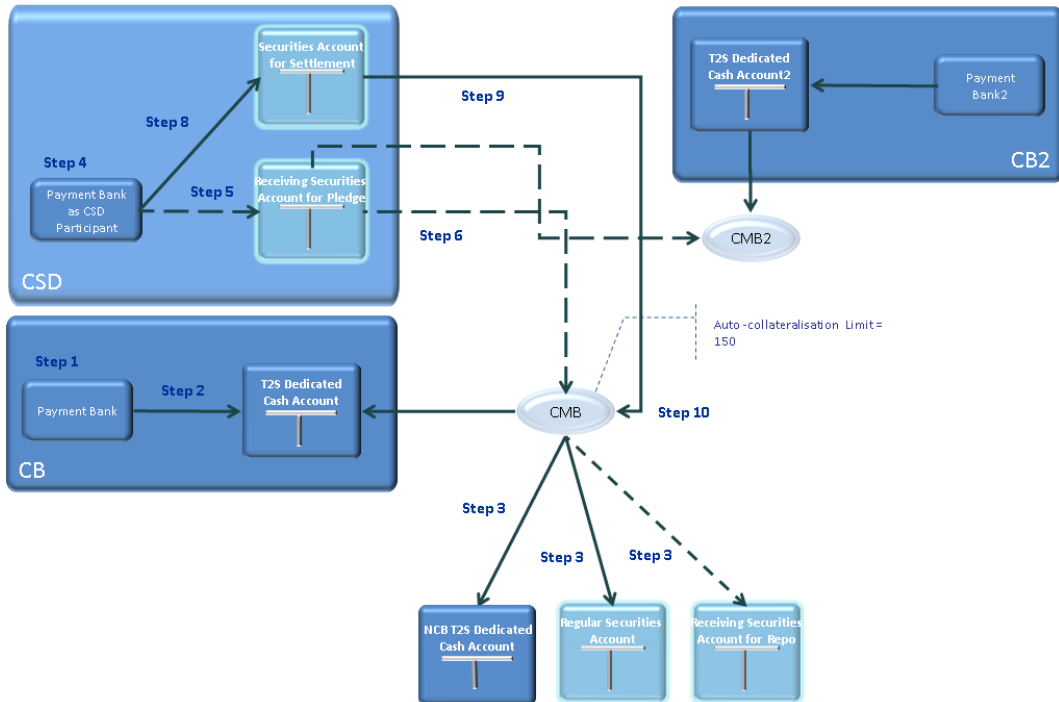 Securities Account
for Settlement
Step 9
Step 8
Step 4
Payment Bank
as CSD
Participant
Step 5
Receiving Securities
Account for Pledge
Step 6
CSD
T2S Dedicated
Cash Account2
Payment
Bank2
CB2
CMB2
Auto -collateralisation Limit =
150
Step 1
Payment Bank
Step 2
T2S Dedicated
Cash Account
CB
CMB
Step 10
Step 3
Step 3
Step 3
NCB T2S Dedicated
Cash Account
Regular Securities
Account
Receiving Securities
Account for Repo